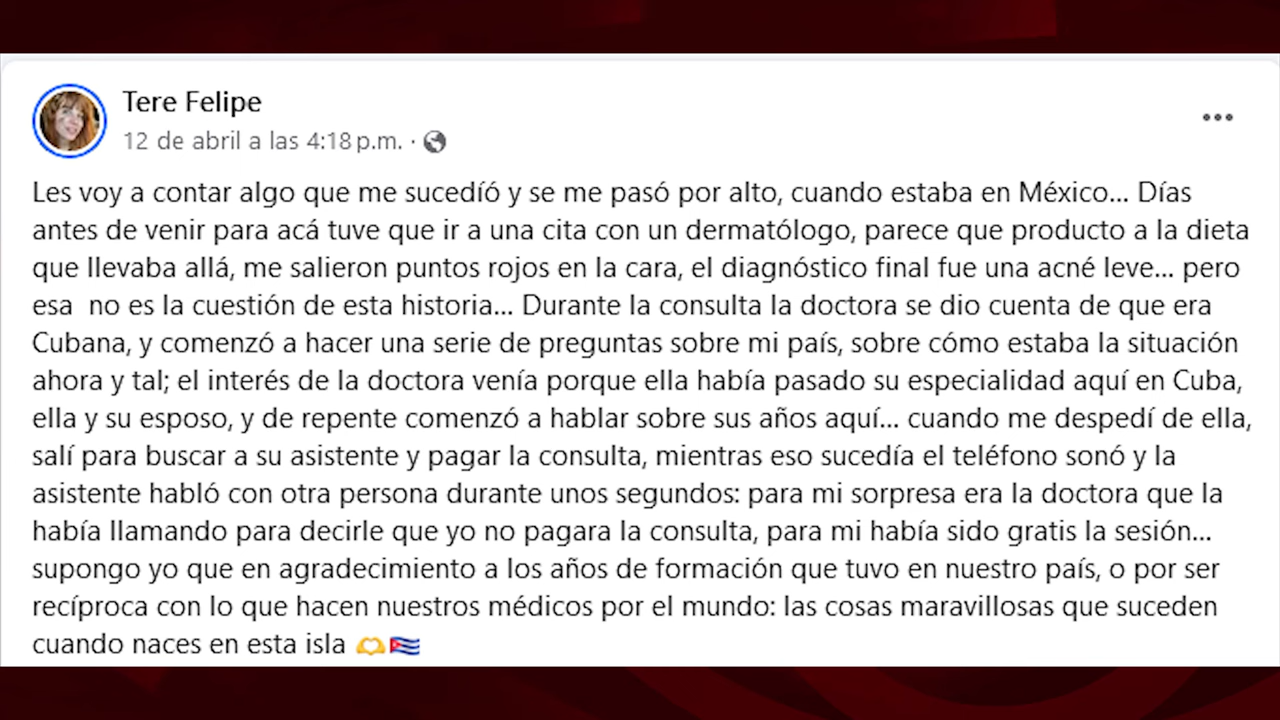 Tere Felipe
12 de abril a las 4:18 p.m. ·
Les voy a contar algo que me sucedíó y se me pasó por alto, cuando estaba en México... Días
antes de venir para acá tuve que ir a una cita con un dermatólogo, parece que producto a la dieta
que llevaba allá, me salieron puntos rojos en la cara, el diagnóstico final fue una acné leve... pero
esa  no es la cuestión de esta historia... Durante la consulta la doctora se dio cuenta de que era
Cubana, y comenzó a hacer una serie de preguntas sobre mi país, sobre cómo estaba la situación
ahora y tal; el interés de la doctora venía porque ella había pasado su especialidad aquí en Cuba,
ella y su esposo, y de repente comenzó a hablar sobre sus años aquí... cuando me despedí de ella,
salí para buscar a su asistente y pagar la consulta, mientras eso sucedía el teléfono sonó y la
asistente habló con otra persona durante unos segundos: para mi sorpresa era la doctora que la
había llamando para decirle que yo no pagara la consulta, para mi había sido gratis la sesión...
supongo yo que en agradecimiento a los años de formación que tuvo en nuestro país, o por ser
recíproca con lo que hacen nuestros médicos por el mundo: las cosas maravillosas que suceden
cuando naces en esta isla 🫶🇨🇺